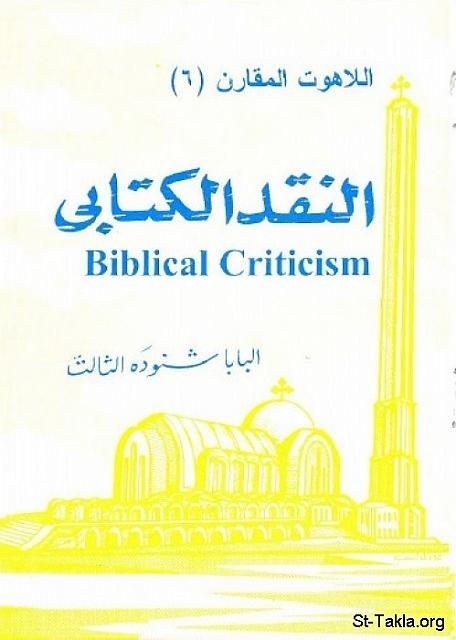 اللاهوت المقارن (٦)
النقد الكتابى
Biblical Criticism
البابا شنوده الثالث
St-Takla.org